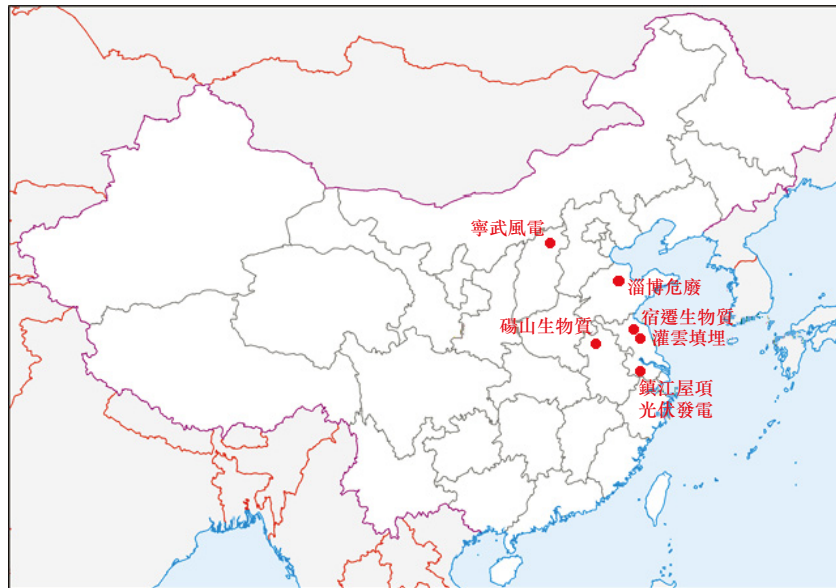 寧武風電
淄博危廢
宿遷生物質
碭山生物質
灌雲填埋
鎮江屋項
光伏發電